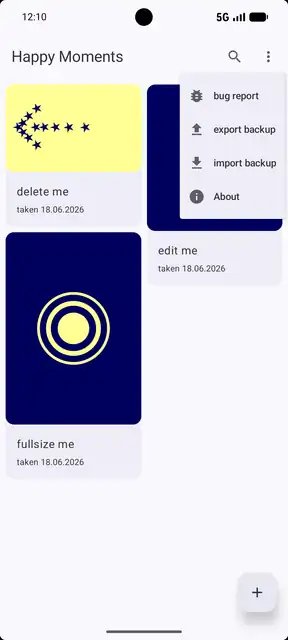 12:10
5G
Happy Moments
bug report
export backup
import backup
About
delete me
taken 18.06.2026
edit me
taken 18.06.2026
fullsize me
taken 18.06.2026
+